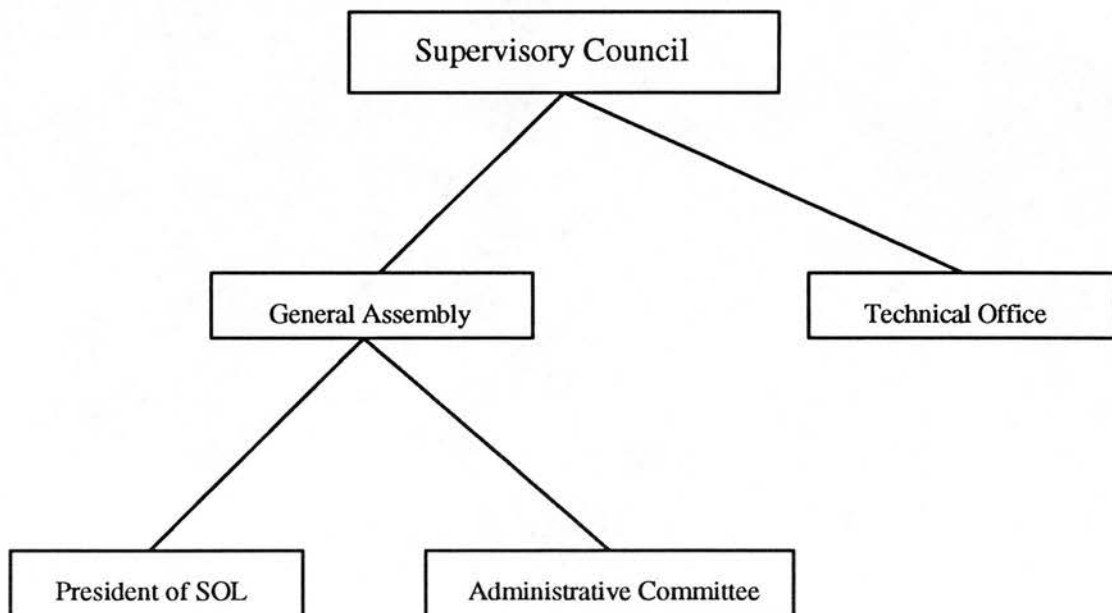 Supervisory Council
General Assembly
Technical Office
President of SOL
Administrative Committee